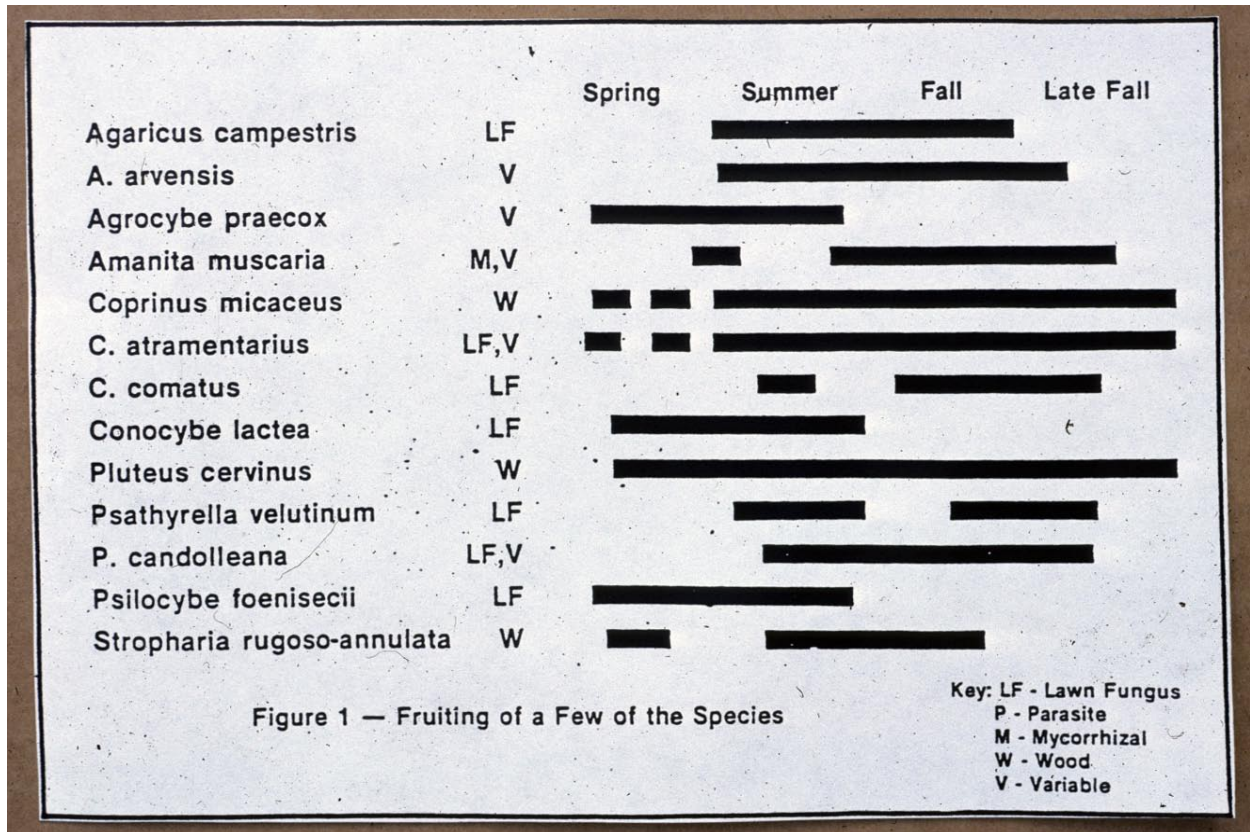 Spring Summer Fall Late Fall
Agaricus campestris LF
A. arvensis V
Agrocybe praecox V
Amanita muscaria M,V
Coprinus micaceus W
C. atramentarius LF,V
C. comatus LF
Conocybe lactea LF
Pluteus cervinus W
Psathyrella velutinum LF
P. candolleana LF,V
Psilocybe foenisecii LF
Stropharia rugoso-annulata W
Figure 1 — Fruiting of a Few of the Species
Key: LF - Lawn Fungus
P - Parasite
M - Mycorrhizal
W - Wood
V - Variable